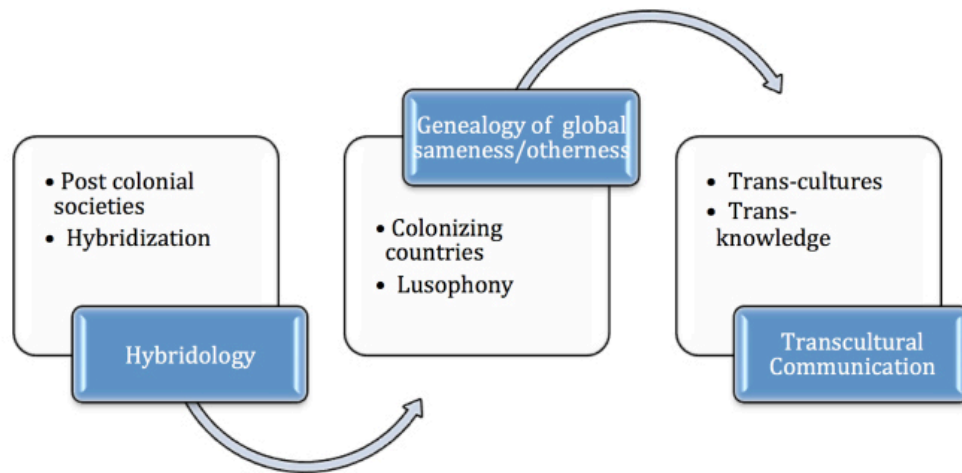 • Post colonial
societies
• Hybridization
Hybridology
Genealogy of global
sameness/otherness
• Colonizing
countries
• Lusophony
• Trans-cultures
• Trans-
knowledge
Transcultural
Communication